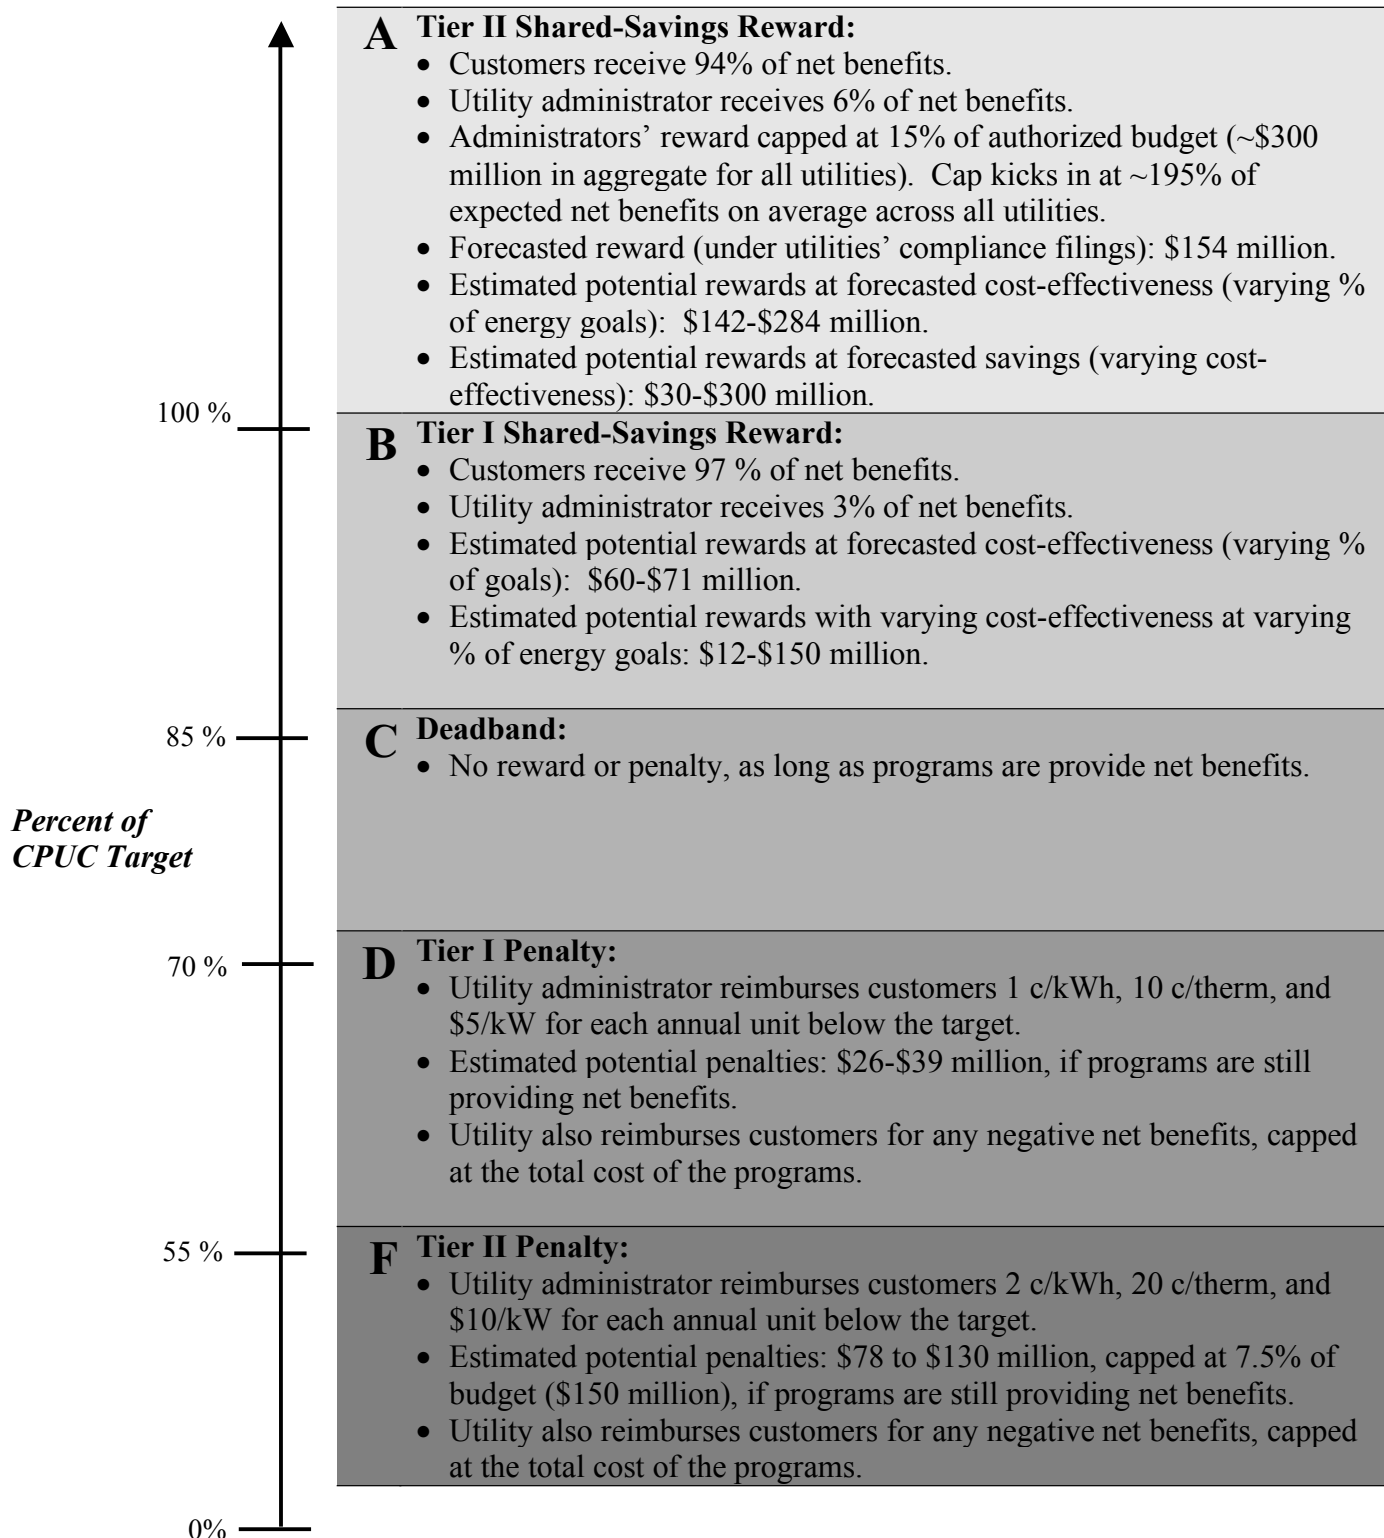 A Tier II Shared-Savings Reward:
• Customers receive 94% of net benefits.
• Utility administrator receives 6% of net benefits.
• Administrators’ reward capped at 15% of authorized budget (~$300
million in aggregate for all utilities).  Cap kicks in at ~195% of
expected net benefits on average across all utilities.
• Forecasted reward (under utilities’ compliance filings): $154 million.
• Estimated potential rewards at forecasted cost-effectiveness (varying %
of energy goals):  $142-$284 million.
• Estimated potential rewards at forecasted savings (varying cost-
effectiveness): $30-$300 million.
100 %
B Tier I Shared-Savings Reward:
• Customers receive 97 % of net benefits.
• Utility administrator receives 3% of net benefits.
• Estimated potential rewards at forecasted cost-effectiveness (varying %
of goals):  $60-$71 million.
• Estimated potential rewards with varying cost-effectiveness at varying
% of energy goals: $12-$150 million.
85 %
C Deadband:
• No reward or penalty, as long as programs are provide net benefits.
Percent of
CPUC Target
70 %
D Tier I Penalty:
• Utility administrator reimburses customers 1 c/kWh, 10 c/therm, and
$5/kW for each annual unit below the target.
• Estimated potential penalties: $26-$39 million, if programs are still
providing net benefits.
• Utility also reimburses customers for any negative net benefits, capped
at the total cost of the programs.
55 %
F Tier II Penalty:
• Utility administrator reimburses customers 2 c/kWh, 20 c/therm, and
$10/kW for each annual unit below the target.
• Estimated potential penalties: $78 to $130 million, capped at 7.5% of
budget ($150 million), if programs are still providing net benefits.
• Utility also reimburses customers for any negative net benefits, capped
at the total cost of the programs.
0%